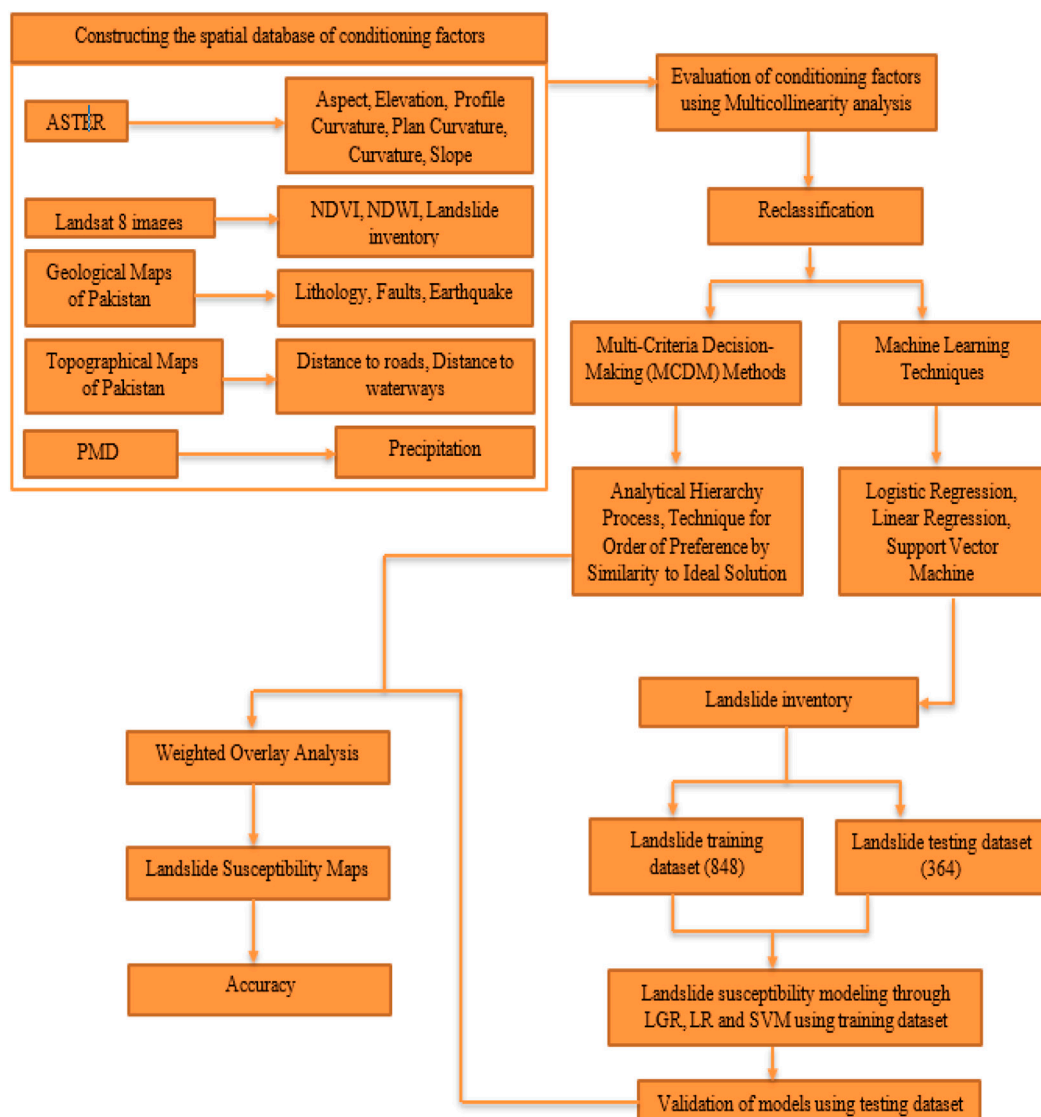 Constructing the spatial database of conditioning factors
ASTER
Aspect, Elevation, Profile
Curvature, Plan Curvature,
Curvature, Slope
Landsat 8 images
NDVI, NDWI, Landslide
inventory
Geological Maps
of Pakistan
Lithology, Faults, Earthquake
Topographical Maps
of Pakistan
Distance to roads, Distance to
waterways
PMD
Precipitation
Evaluation of conditioning factors
using Multicollinearity analysis
Reclassification
Multi-Criteria Decision-
Making (MCDM) Methods
Machine Learning
Techniques
Analytical Hierarchy
Process, Technique for
Order of Preference by
Similarity to Ideal Solution
Logistic Regression,
Linear Regression,
Support Vector
Machine
Landslide inventory
Weighted Overlay Analysis
Landslide training
dataset (848)
Landslide testing dataset
(364)
Landslide Susceptibility Maps
Accuracy
Landslide susceptibility modeling through
LGR, LR and SVM using training dataset
Validation of models using testing dataset